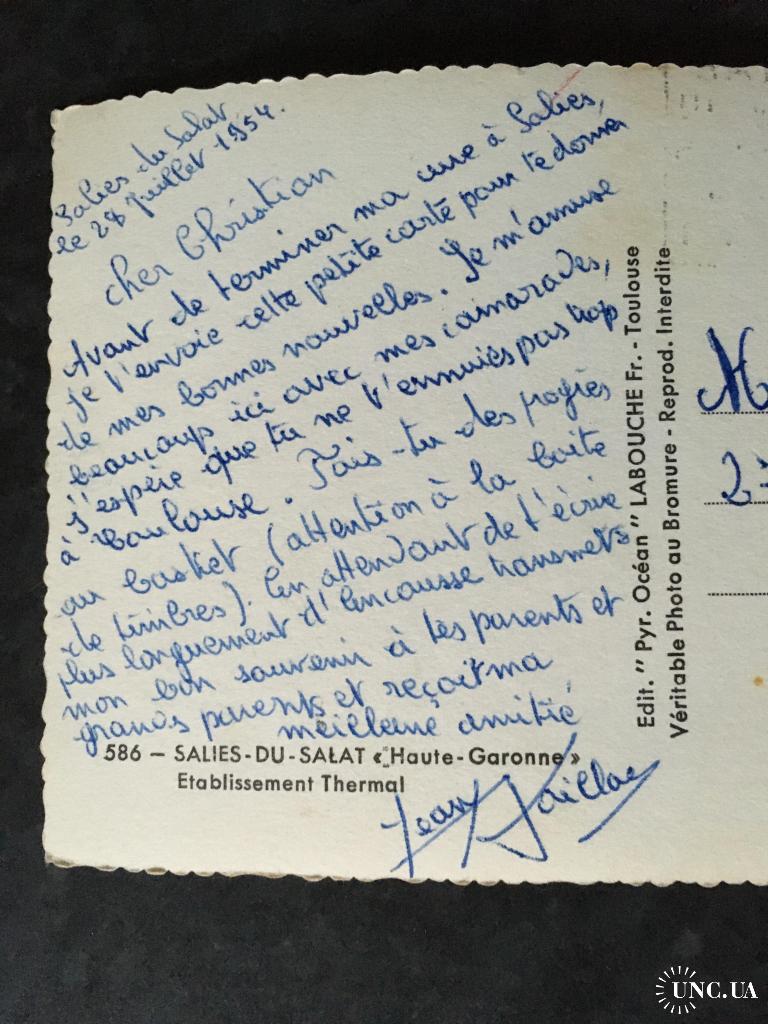 Salies du Salat
le 28 Juillet 1954.
cher Christian
Avant de terminer ma cure à Salies,
je t'envoie cette petite carte pour te donner
de mes bonnes nouvelles. Je m'amuse
beaucoup ici avec mes camarades,
j'espère que tu ne t'ennuies pas trop
à Toulouse. Fais-tu des progrès
au basket (attention à la boite
de timbres). En attendant de t'écrire
plus longuement d'Encausse transmets
mon bon souvenir à tes parents et
grands parents et reçoit ma
meilleure amitié
Jean
586 – SALIES-DU-SALAT « Haute-Garonne »
Etablissement Thermal
Edit. " Pyr. Océan " LABOUCHE Fr. - Toulouse
Véritable Photo au Bromure - Reprod. Interdite
M
2
UNC.UA